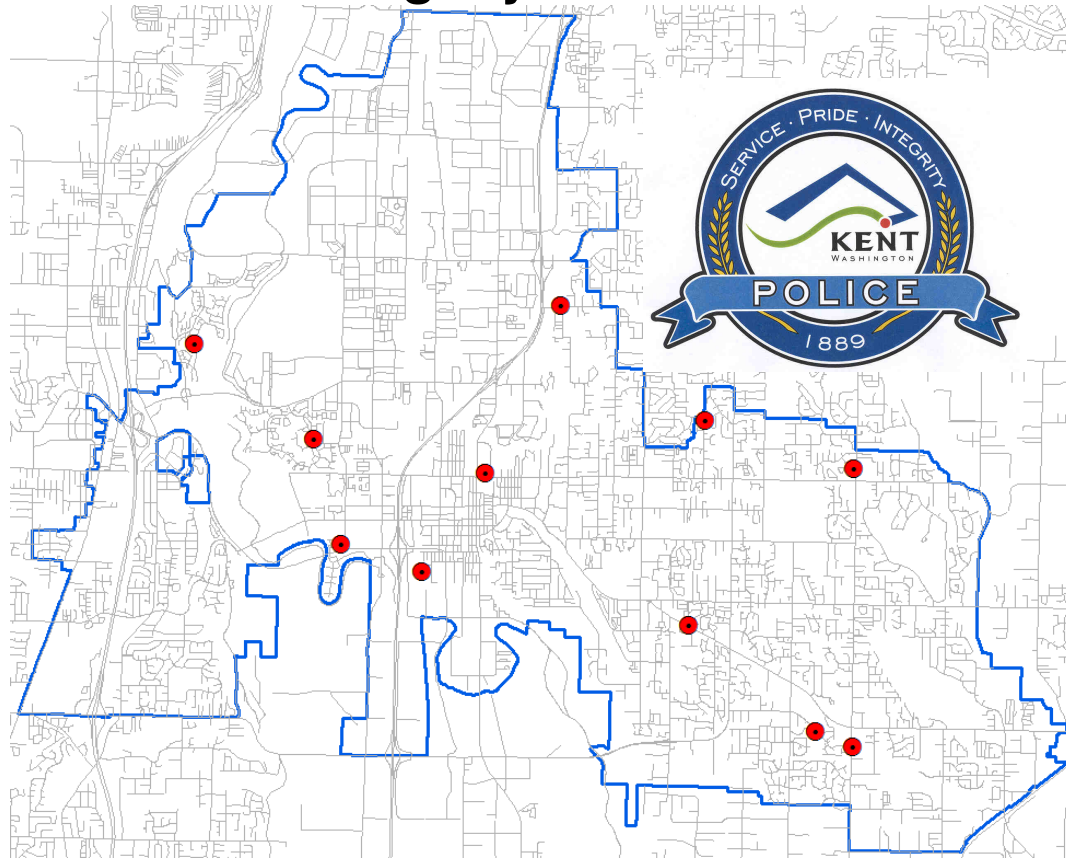 SERVICE · PRIDE · INTEGRITY
KENT
WASHINGTON
POLICE
1889